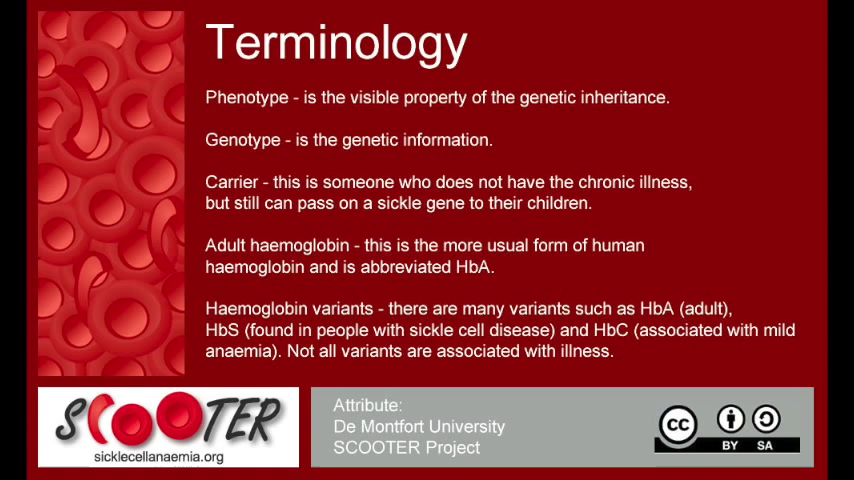 Terminology
Phenotype - is the visible property of the genetic inheritance.
Genotype - is the genetic information.
Carrier - this is someone who does not have the chronic illness,
but still can pass on a sickle gene to their children.
Adult haemoglobin - this is the more usual form of human
haemoglobin and is abbreviated HbA.
Haemoglobin variants - there are many variants such as HbA (adult),
HbS (found in people with sickle cell disease) and HbC (associated with mild
anaemia). Not all variants are associated with illness.
SCOOTER
sicklecellanaemia.org
Attribute:
De Montfort University
SCOOTER Project
CC
BY SA